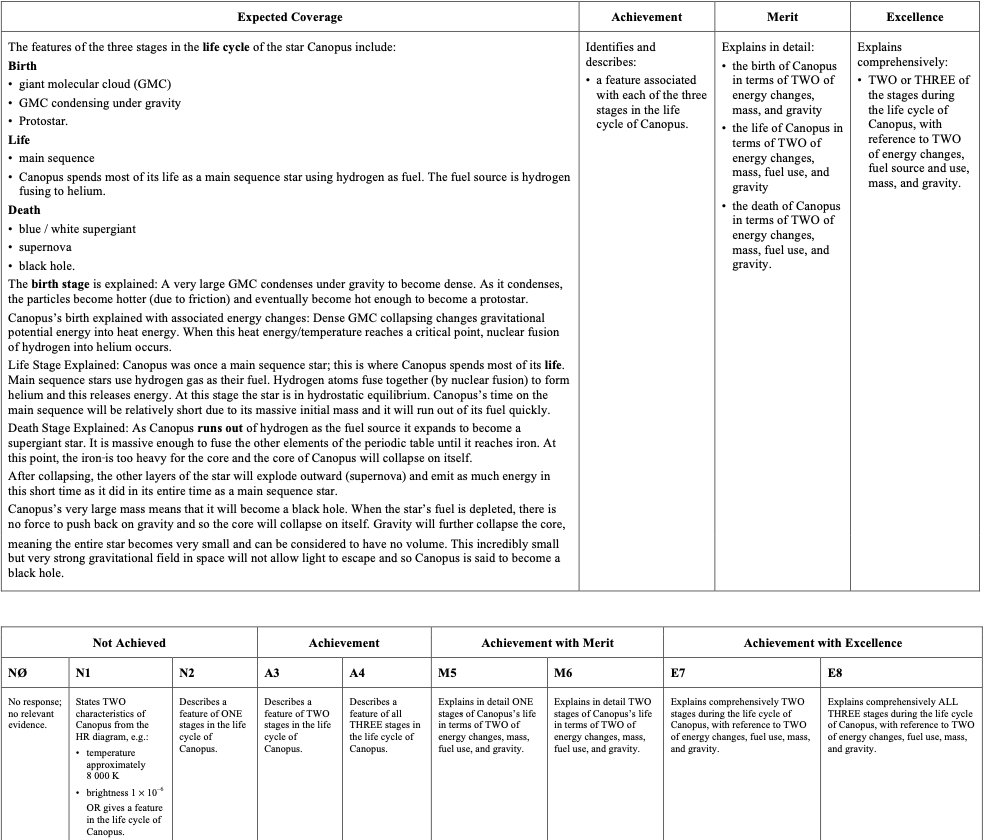 Expected Coverage
Achievement
Merit
Excellence
The features of the three stages in the life cycle of the star Canopus include:
Birth
• giant molecular cloud (GMC)
• GMC condensing under gravity
• Protostar.
Life
• main sequence
• Canopus spends most of its life as a main sequence star using hydrogen as fuel. The fuel source is hydrogen
fusing to helium.
Death
• blue / white supergiant
• supernova
• black hole.
The birth stage is explained: A very large GMC condenses under gravity to become dense. As it condenses,
the particles become hotter (due to friction) and eventually become hot enough to become a protostar.
Canopus's birth explained with associated energy changes: Dense GMC collapsing changes gravitational
potential energy into heat energy. When this heat energy/temperature reaches a critical point, nuclear fusion
of hydrogen into helium occurs.
Life Stage Explained: Canopus was once a main sequence star; this is where Canopus spends most of its life.
Main sequence stars use hydrogen gas as their fuel. Hydrogen atoms fuse together (by nuclear fusion) to form
helium and this releases energy. At this stage the star is in hydrostatic equilibrium. Canopus's time on the
main sequence will be relatively short due to its massive initial mass and it will run out of its fuel quickly.
Death Stage Explained: As Canopus runs out of hydrogen as the fuel source it expands to become a
supergiant star. It is massive enough to fuse the other elements of the periodic table until it reaches iron. At
this point, the iron-is too heavy for the core and the core of Canopus will collapse on itself.
After collapsing, the other layers of the star will explode outward (supernova) and emit as much energy in
this short time as it did in its entire time as a main sequence star.
Canopus's very large mass means that it will become a black hole. When the star's fuel is depleted, there is
no force to push back on gravity and so the core will collapse on itself. Gravity will further collapse the core,
meaning the entire star becomes very small and can be considered to have no volume. This incredibly small
but very strong gravitational field in space will not allow light to escape and so Canopus is said to become a
black hole.
Identifies and
describes:
• a feature associated
with each of the three
stages in the life
cycle of Canopus.
Explains in detail:
• the birth of Canopus
in terms of TWO of
energy changes,
mass, and gravity
• the life of Canopus in
terms of TWO of
energy changes,
mass, fuel use, and
gravity
• the death of Canopus
in terms of TWO of
energy changes,
mass, fuel use, and
gravity.
Explains
comprehensively:
• TWO or THREE of
the stages during
the life cycle of
Canopus, with
reference to TWO
of energy changes,
fuel source and use,
mass, and gravity.
Not Achieved
Achievement
Achievement with Merit
Achievement with Excellence
NØ
N1
N2
A3
A4
M5
M6
E7
E8
No response;
no relevant
evidence.
States TWO
characteristics of
Canopus from the
HR diagram, e.g.:
• temperature
approximately
8 000 K
• brightness 1 × 10⁻⁶
OR gives a feature
in the life cycle of
Canopus.
Describes a
feature of ONE
stages in the life
cycle of
Canopus.
Describes a
feature of TWO
stages in the life
cycle of
Canopus.
Describes a
feature of all
THREE stages in
the life cycle of
Canopus.
Explains in detail ONE
stages of Canopus's life
in terms of TWO of
energy changes, mass,
fuel use, and gravity.
Explains in detail TWO
stages of Canopus's life
in terms of TWO of
energy changes, mass,
fuel use, and gravity.
Explains comprehensively TWO
stages during the life cycle of
Canopus, with reference to TWO
of energy changes, fuel use, mass,
and gravity.
Explains comprehensively ALL
THREE stages during the life cycle
of Canopus, with reference to TWO
of energy changes, fuel use, mass,
and gravity.